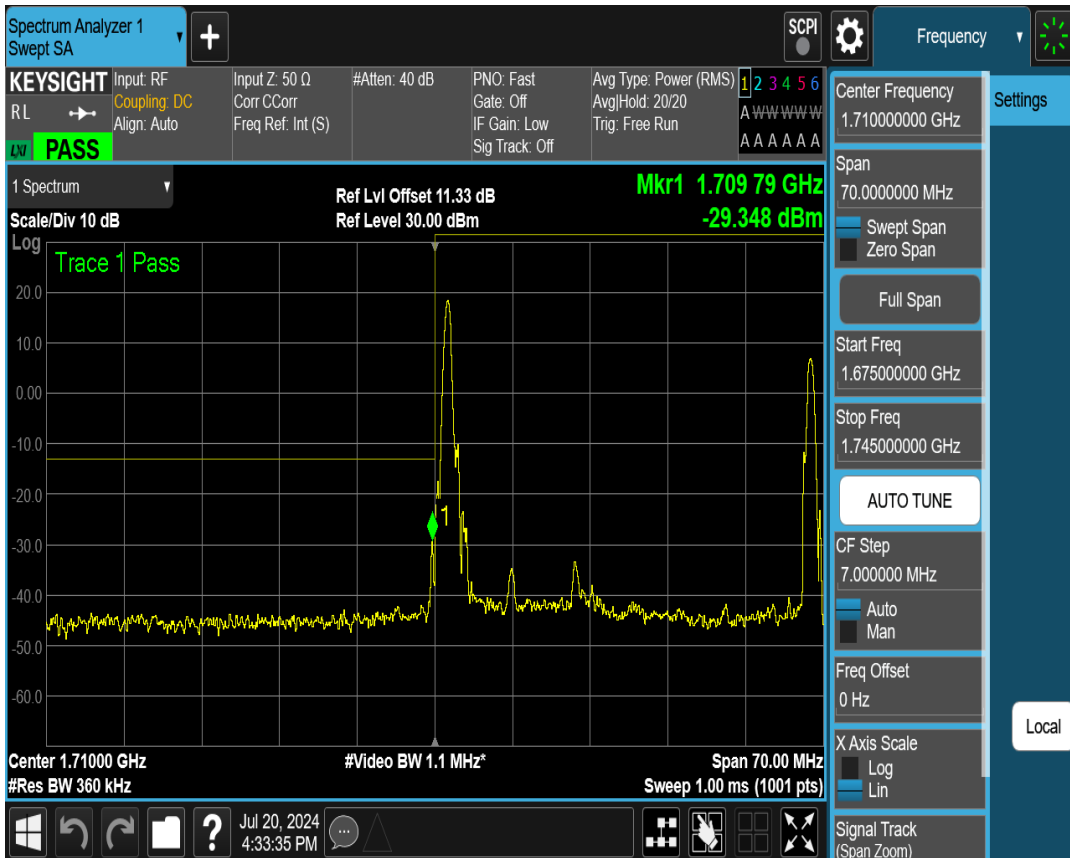 Spectrum Analyzer 1
Swept SA
SCPI
Frequency
KEYSIGHT
RL
LXI
PASS
Input: RF
Coupling: DC
Align: Auto
Input Z: 50 Ω
Corr CCorr
Freq Ref: Int (S)
#Atten: 40 dB
PNO: Fast
Gate: Off
IF Gain: Low
Sig Track: Off
Avg Type: Power (RMS)
Avg|Hold: 20/20
Trig: Free Run
1 2 3 4 5 6
A W W W W W
A A A A A A
1 Spectrum
Scale/Div 10 dB
Ref Lvl Offset 11.33 dB
Ref Level 30.00 dBm
Mkr1 1.709 79 GHz
-29.348 dBm
Log
Trace 1 Pass
20.0
10.0
0.00
-10.0
-20.0
-30.0
-40.0
-50.0
-60.0
1
Center 1.71000 GHz
#Video BW 1.1 MHz*
Span 70.00 MHz
#Res BW 360 kHz
Sweep 1.00 ms (1001 pts)
Center Frequency
1.710000000 GHz
Span
70.0000000 MHz
Swept Span
Zero Span
Full Span
Start Freq
1.675000000 GHz
Stop Freq
1.745000000 GHz
AUTO TUNE
CF Step
7.000000 MHz
Auto
Man
Freq Offset
0 Hz
X Axis Scale
Log
Lin
Signal Track
(Span Zoom)
Settings
Local
?
Jul 20, 2024
4:33:35 PM